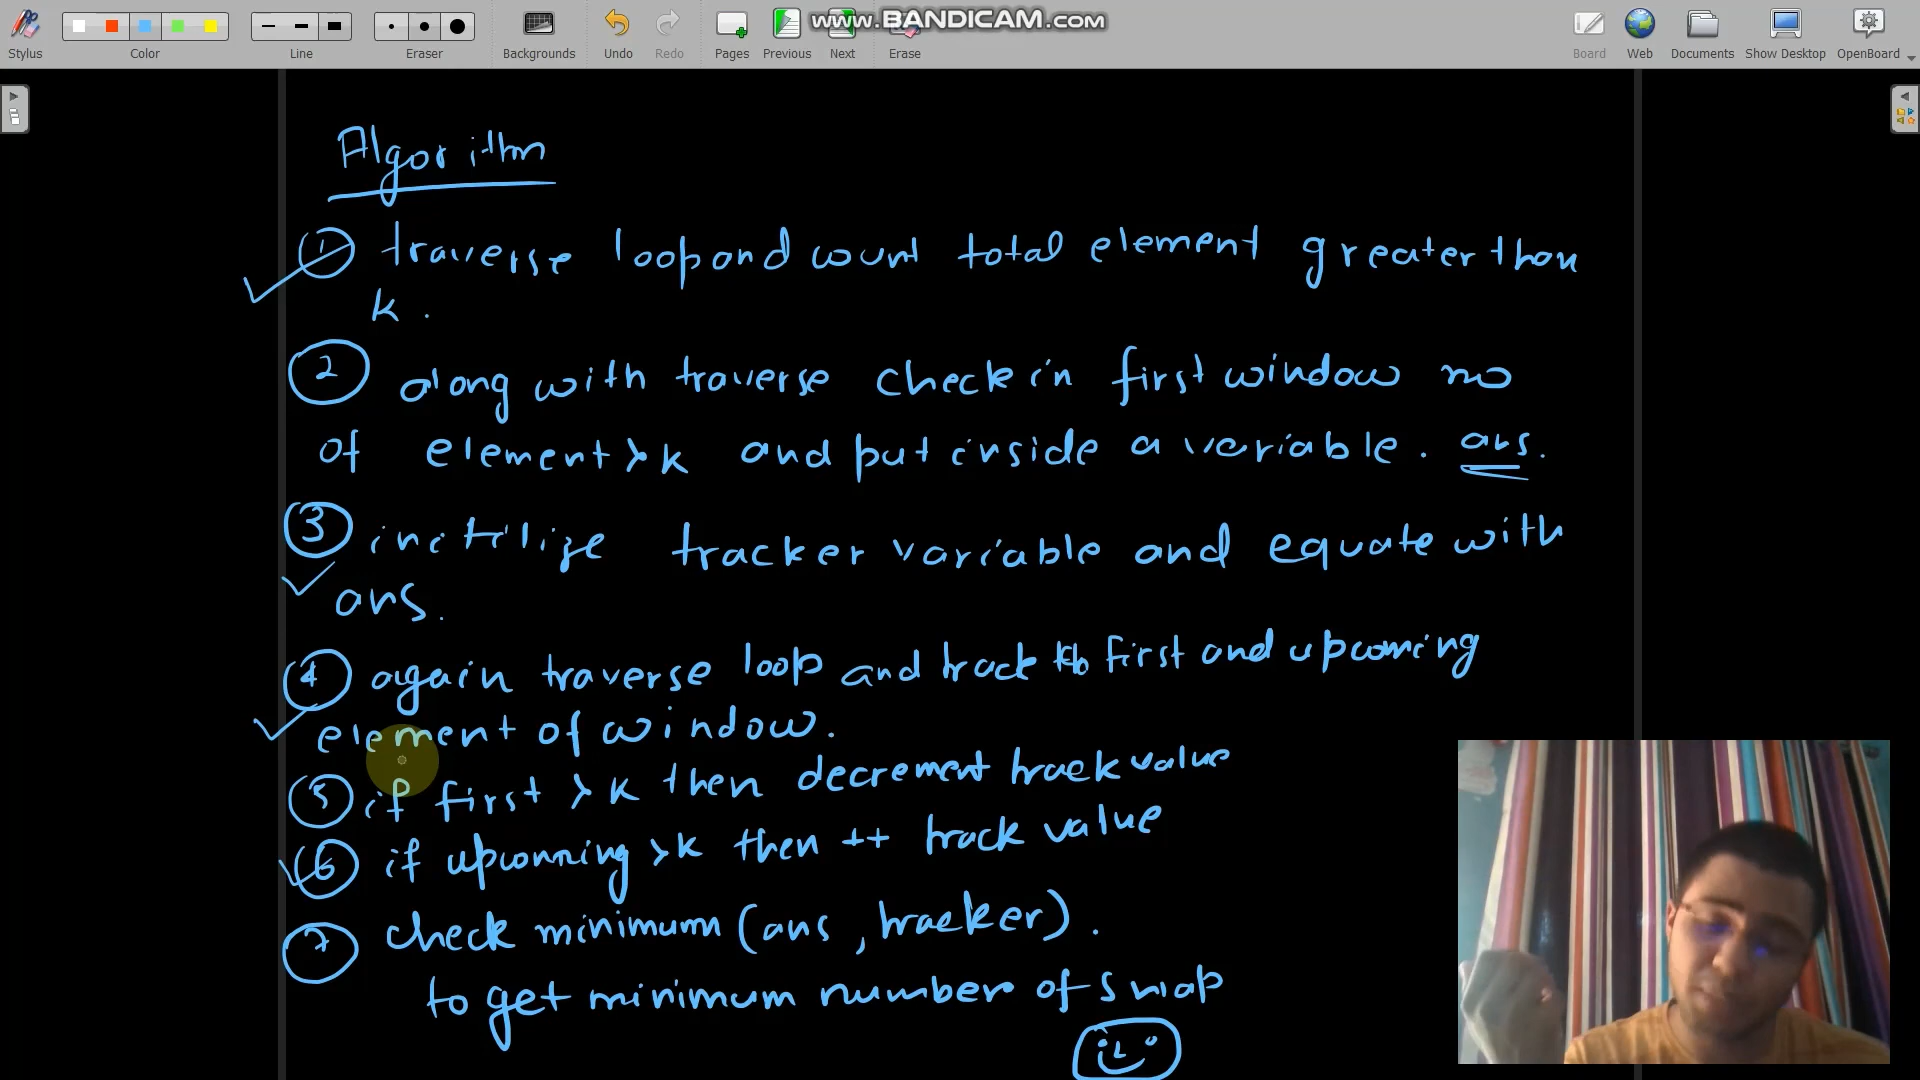 www.BANDICAM.com
Stylus Color Line Eraser Backgrounds Undo Redo Pages Previous Next Erase Board Web Documents Show Desktop OpenBoard
Algorithm
1 traverse loop and count total element greater than
k.
2 along with traverse check in first window no
of element > k and put inside a variable. ans.
3 initilize tracker variable and equate with
ans.
4 again traverse loop and track to first and upcoming
element of window.
5 if first > k then decrement track value
6 if upcoming > k then ++ track value
7 check minimum (ans, tracker).
to get minimum number of swap